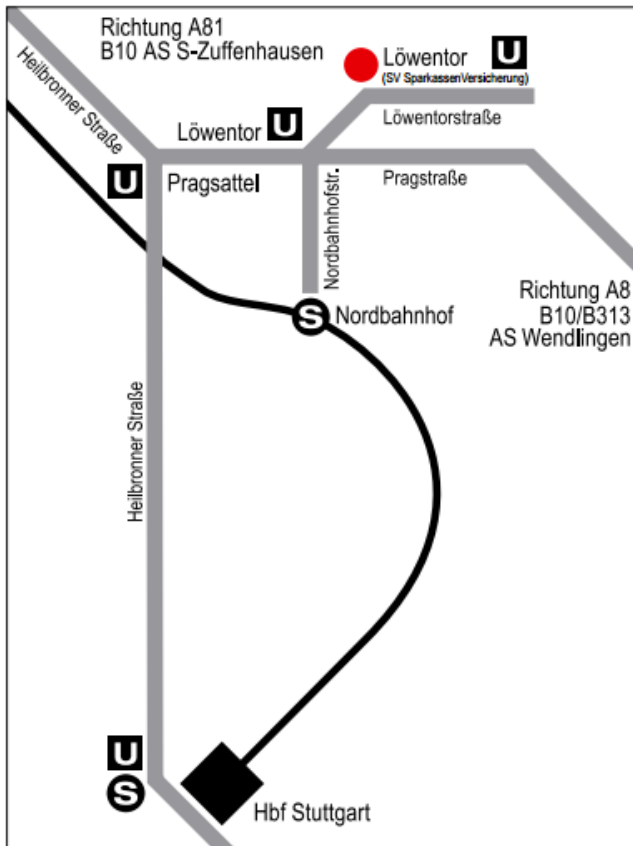 Richtung A81
B10 AS S-Zuffenhausen
Heilbronner Straße
Löwentor U
(SV SparkassenVersicherung)
Löwentorstraße
Löwentor U
U
Pragsattel
Pragstraße
Nordbahnhofstr.
Richtung A8
B10/B313
AS Wendlingen
S Nordbahnhof
Heilbronner Straße
U
S
Hbf Stuttgart